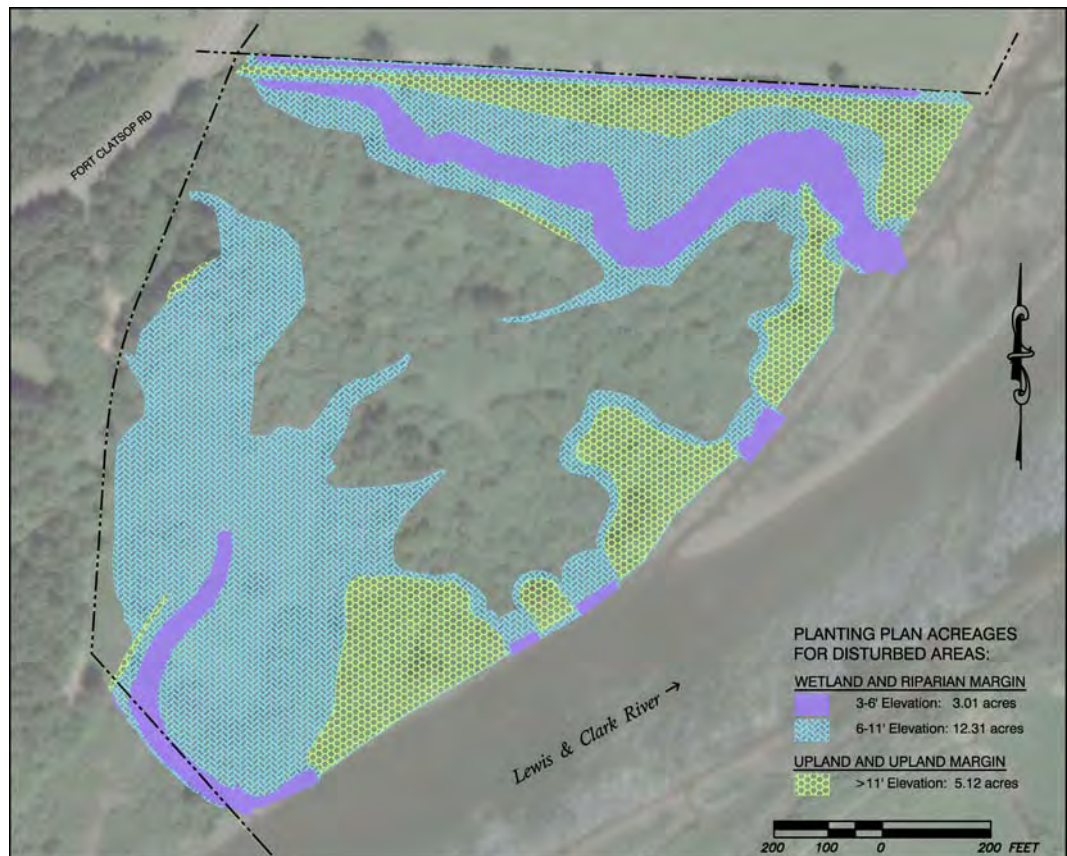 FORT CLATSOP RD
Lewis & Clark River →
PLANTING PLAN ACREAGES
FOR DISTURBED AREAS:
WETLAND AND RIPARIAN MARGIN
3-6' Elevation: 3.01 acres
6-11' Elevation: 12.31 acres
UPLAND AND UPLAND MARGIN
>11' Elevation: 5.12 acres
200 100 0 200 FEET